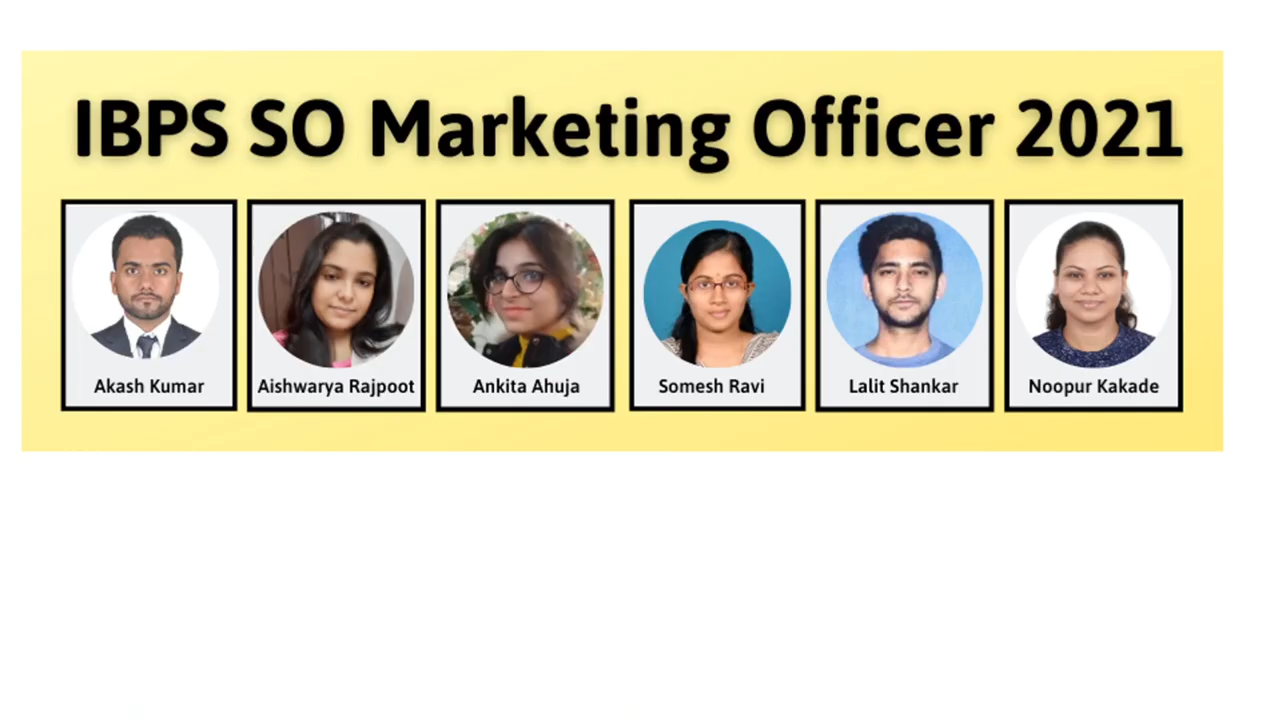 IBPS SO Marketing Officer 2021
Akash Kumar
Aishwarya Rajpoot
Ankita Ahuja
Somesh Ravi
Lalit Shankar
Noopur Kakade